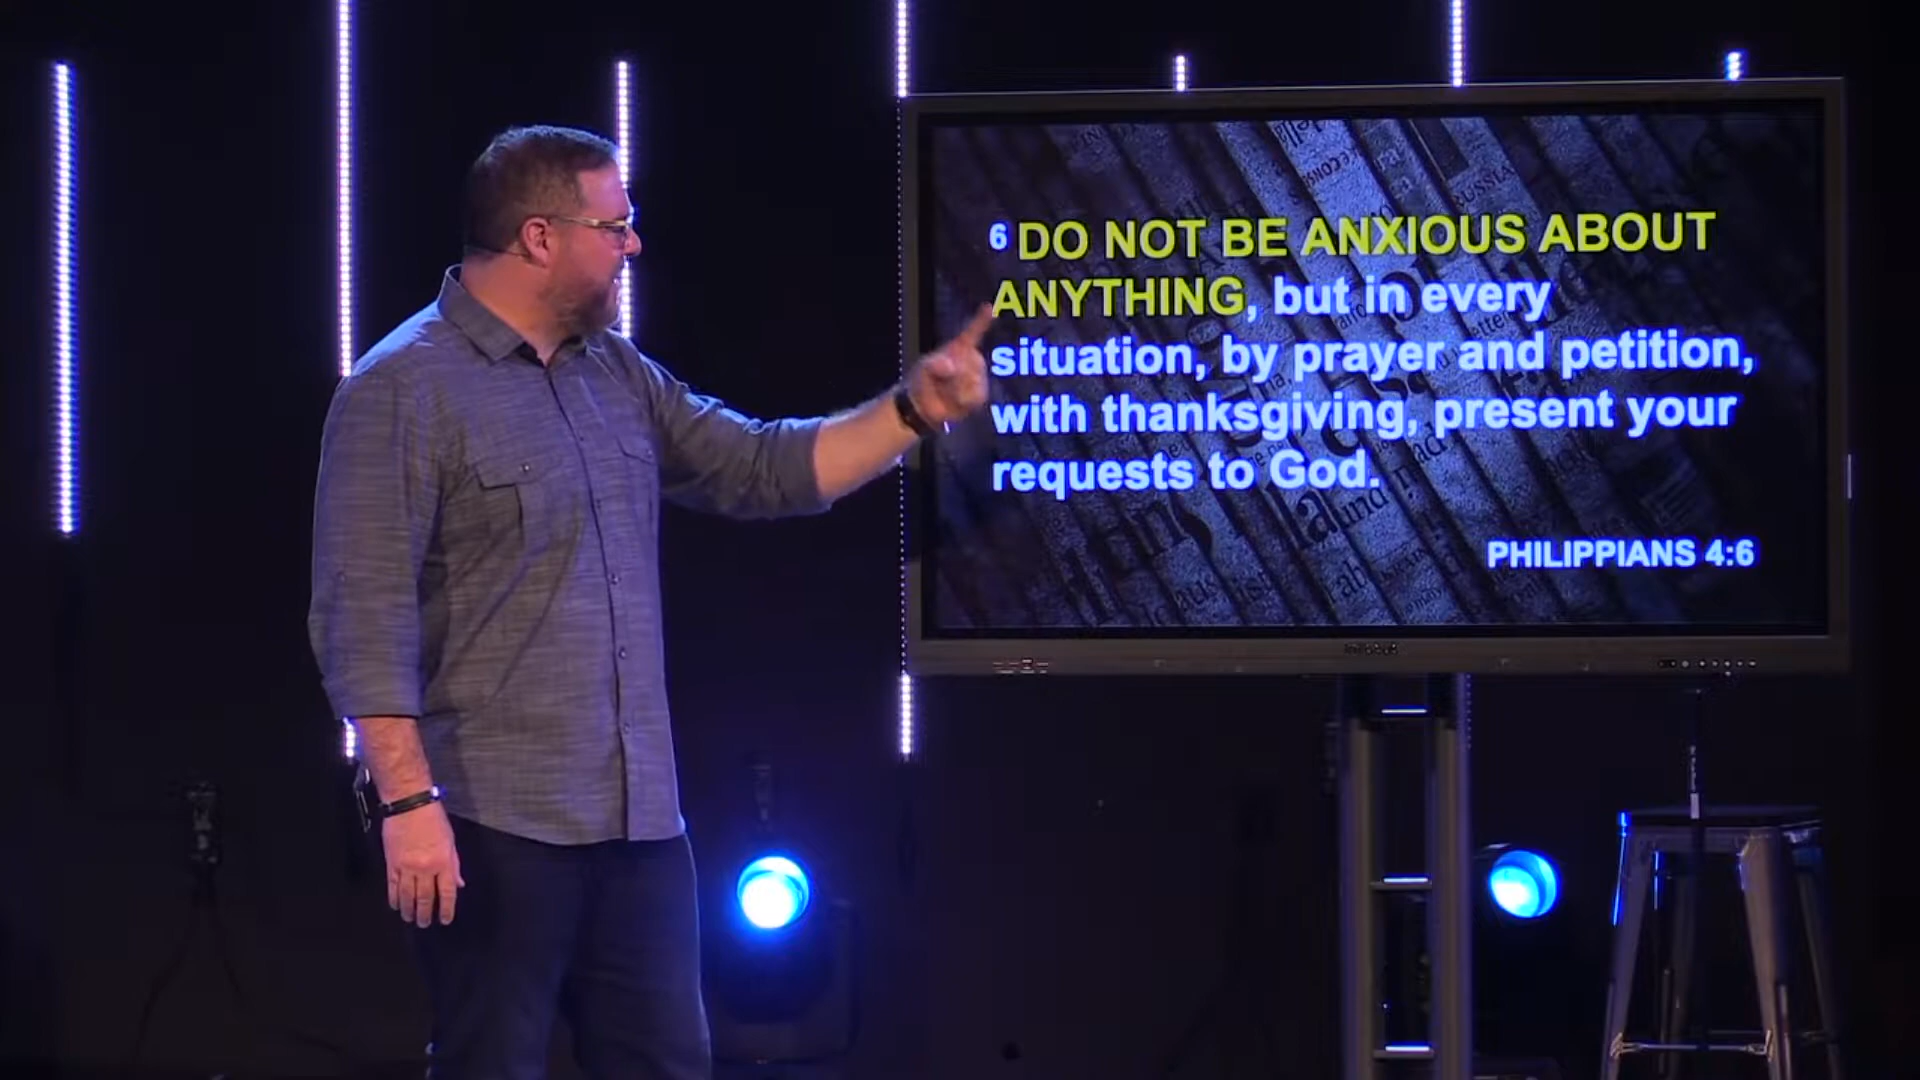 6 DO NOT BE ANXIOUS ABOUT
ANYTHING, but in every
situation, by prayer and petition,
with thanksgiving, present your
requests to God.
PHILIPPIANS 4:6
RUSSIA